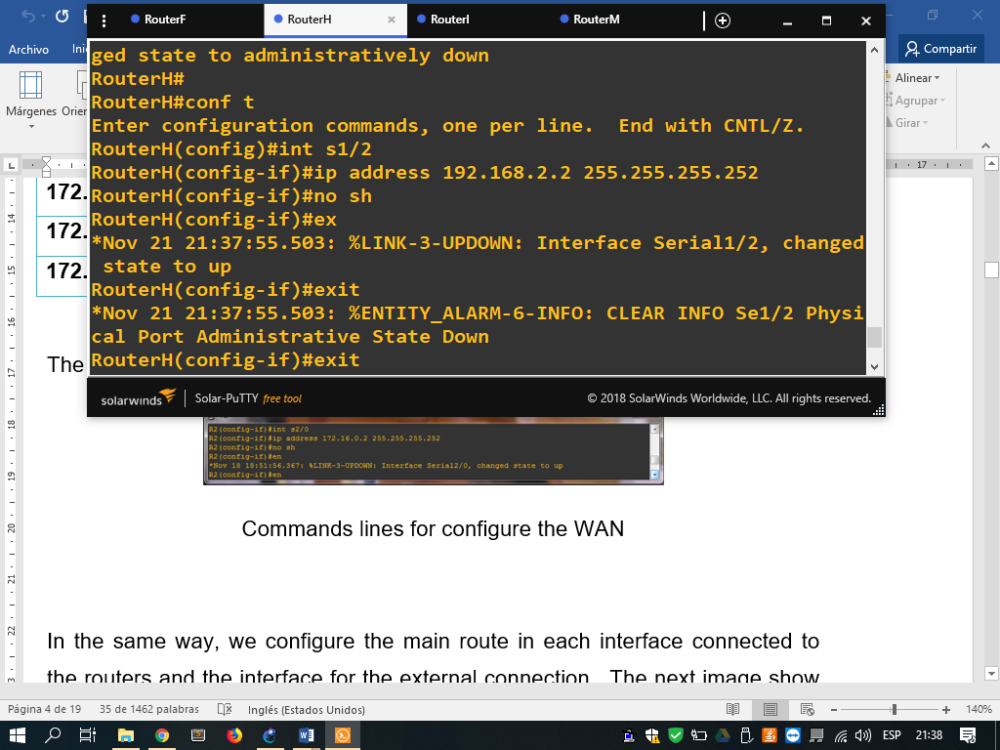 RouterF
RouterH
RouterI
RouterM
Archivo
Compartir
Márgenes
Alinear
Agrupar
Girar
ged state to administratively down
RouterH#
RouterH#conf t
Enter configuration commands, one per line.  End with CNTL/Z.
RouterH(config)#int s1/2
RouterH(config-if)#ip address 192.168.2.2 255.255.255.252
RouterH(config-if)#no sh
RouterH(config-if)#ex
*Nov 21 21:37:55.503: %LINK-3-UPDOWN: Interface Serial1/2, changed
 state to up
RouterH(config-if)#exit
*Nov 21 21:37:55.503: %ENTITY_ALARM-6-INFO: CLEAR INFO Se1/2 Physi
cal Port Administrative State Down
RouterH(config-if)#exit
solarwinds
Solar-PuTTY free tool
© 2018 SolarWinds Worldwide, LLC. All rights reserved.
17
172.
172.
172.
The
R2(config-if)#int s2/0
R2(config-if)#ip address 172.16.0.2 255.255.255.252
R2(config-if)#no sh
R2(config-if)#en
*Nov 18 18:51:56.367: %LINK-3-UPDOWN: Interface Serial2/0, changed state to up
R2(config-if)#en
Commands lines for configure the WAN
In the same way, we configure the main route in each interface connected to
the routers and the interface for the external connection. The next image show
Página 4 de 19
35 de 1462 palabras
Inglés (Estados Unidos)
140%
ESP
21:38